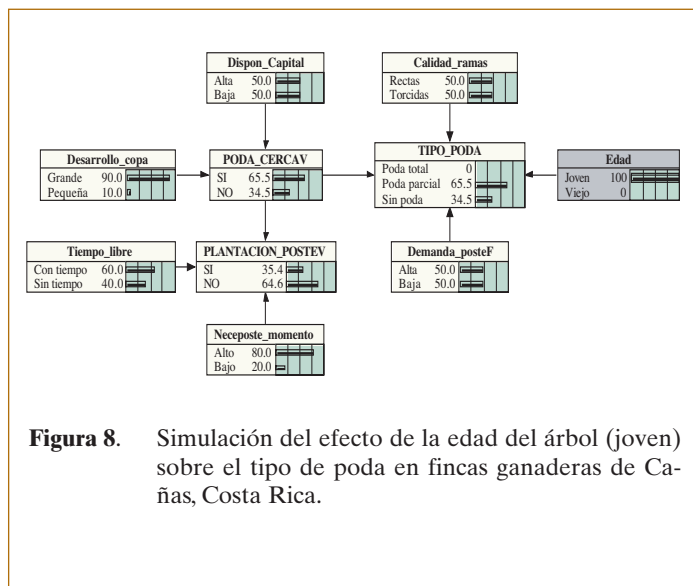 Dispon_Capital
Alta 50.0
Baja 50.0
Calidad_ramas
Rectas 50.0
Torcidas 50.0
Desarrollo_copa
Grande 90.0
Pequeña 10.0
PODA_CERCAV
SI 65.5
NO 34.5
TIPO_PODA
Poda total 0
Poda parcial 65.5
Sin poda 34.5
Edad
Joven 100
Viejo 0
Tiempo_libre
Con tiempo 60.0
Sin tiempo 40.0
PLANTACION_POSTEV
SI 35.4
NO 64.6
Demanda_posteF
Alta 50.0
Baja 50.0
Neceposte_momento
Alto 80.0
Bajo 20.0
Figura 8. Simulación del efecto de la edad del árbol (joven)
sobre el tipo de poda en fincas ganaderas de Ca-
ñas, Costa Rica.